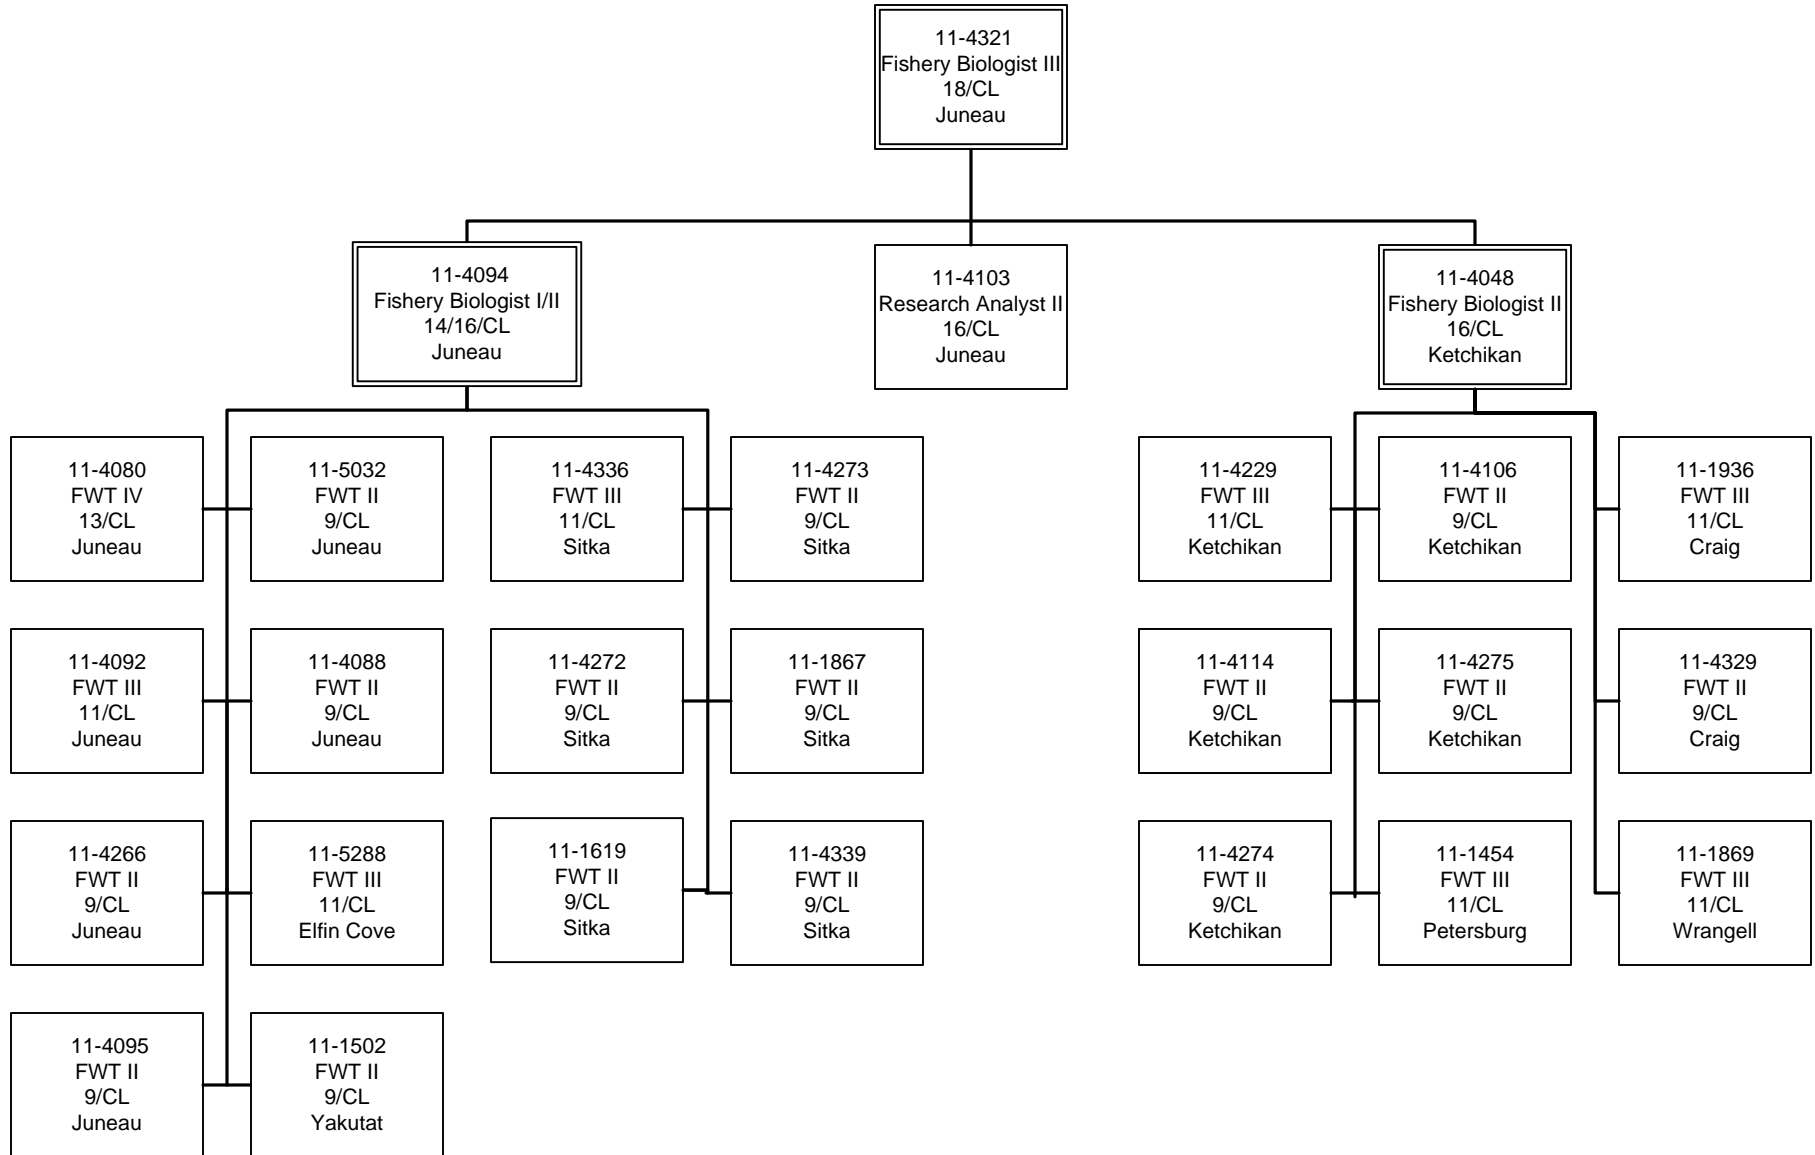 11-4321
Fishery Biologist III
18/CL
Juneau
11-4094
Fishery Biologist I/II
14/16/CL
Juneau
11-4103
Research Analyst II
16/CL
Juneau
11-4048
Fishery Biologist II
16/CL
Ketchikan
11-4080
FWT IV
13/CL
Juneau
11-5032
FWT II
9/CL
Juneau
11-4336
FWT III
11/CL
Sitka
11-4273
FWT II
9/CL
Sitka
11-4229
FWT III
11/CL
Ketchikan
11-4106
FWT II
9/CL
Ketchikan
11-1936
FWT III
11/CL
Craig
11-4092
FWT III
11/CL
Juneau
11-4088
FWT II
9/CL
Juneau
11-4272
FWT II
9/CL
Sitka
11-1867
FWT II
9/CL
Sitka
11-4114
FWT II
9/CL
Ketchikan
11-4275
FWT II
9/CL
Ketchikan
11-4329
FWT II
9/CL
Craig
11-4266
FWT II
9/CL
Juneau
11-5288
FWT III
11/CL
Elfin Cove
11-1619
FWT II
9/CL
Sitka
11-4339
FWT II
9/CL
Sitka
11-4274
FWT II
9/CL
Ketchikan
11-1454
FWT III
11/CL
Petersburg
11-1869
FWT III
11/CL
Wrangell
11-4095
FWT II
9/CL
Juneau
11-1502
FWT II
9/CL
Yakutat